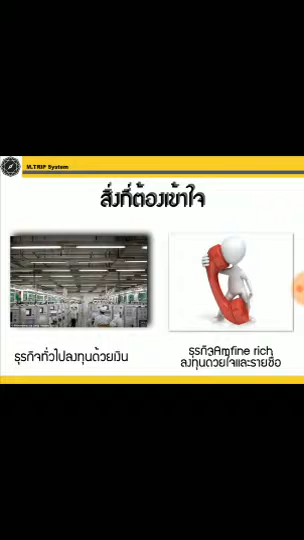 M.TRIP System
สิ่งที่ต้องเข้าใจ
ธุรกิจทั่วไปลงทุนด้วยเงิน
ธุรกิจAmfine rich
ลงทุนด้วยใจและรายชื่อ